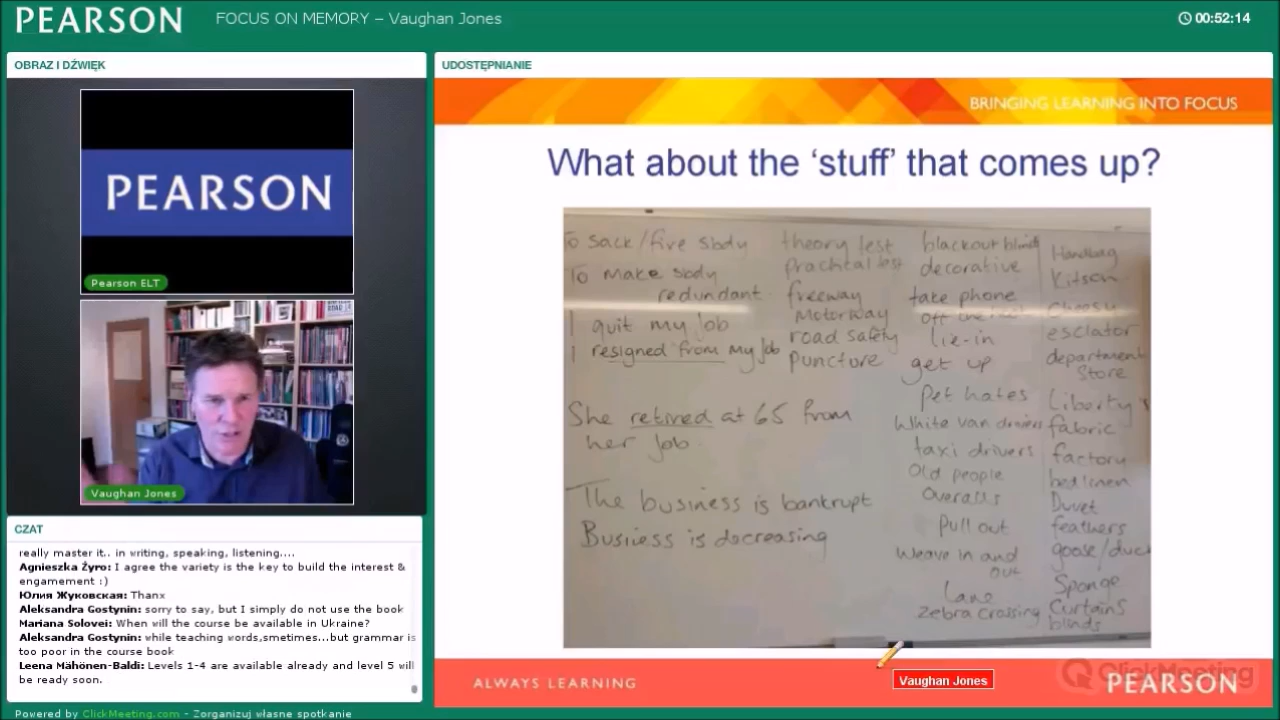 PEARSON
FOCUS ON MEMORY – Vaughan Jones
00:52:14
OBRAZ I DŹWIĘK
PEARSON
Pearson ELT
Vaughan Jones
CZAT
really master it.. in writing, speaking, listening....
Agnieszka Żyro: I agree the variety is the key to build the interest &
engamement :)
Юлия Жуковская: Thanx
Aleksandra Gostynin: sorry to say, but I simply do not use the book
Mariana Solovei: When will the course be available in Ukraine?
Aleksandra Gostynin: while teaching words,smetimes...but grammar is
too poor in the course book
Leena Mähönen-Baldi: Levels 1-4 are available already and level 5 will
be ready soon.
UDOSTĘPNIANIE
BRINGING LEARNING INTO FOCUS
What about the ‘stuff’ that comes up?
To sack/fire sbdy
To make sbdy
redundant
I quit my job
I resigned from my job
She retired at 65 from
her job.
The business is bankrupt
Business is decreasing
theory test
practical test
freeway
motorway
road safety
puncture
blackout blinds
decorative
take phone
off the
lie-in
get up
Pet hates
White van drivers
taxi drivers
Old people
Overalls
Pull out
Weave in and
out
Lane
zebra crossing
Handbag
Kitson
esclator
department
Store
Liberty's
fabric
factory
bedlinen
Duvet
feathers
goose/duck
Sponge
Curtains
blinds
Vaughan Jones
ALWAYS LEARNING
ClickMeeting
PEARSON
Powered by ClickMeeting.com - Zorganizuj własne spotkanie